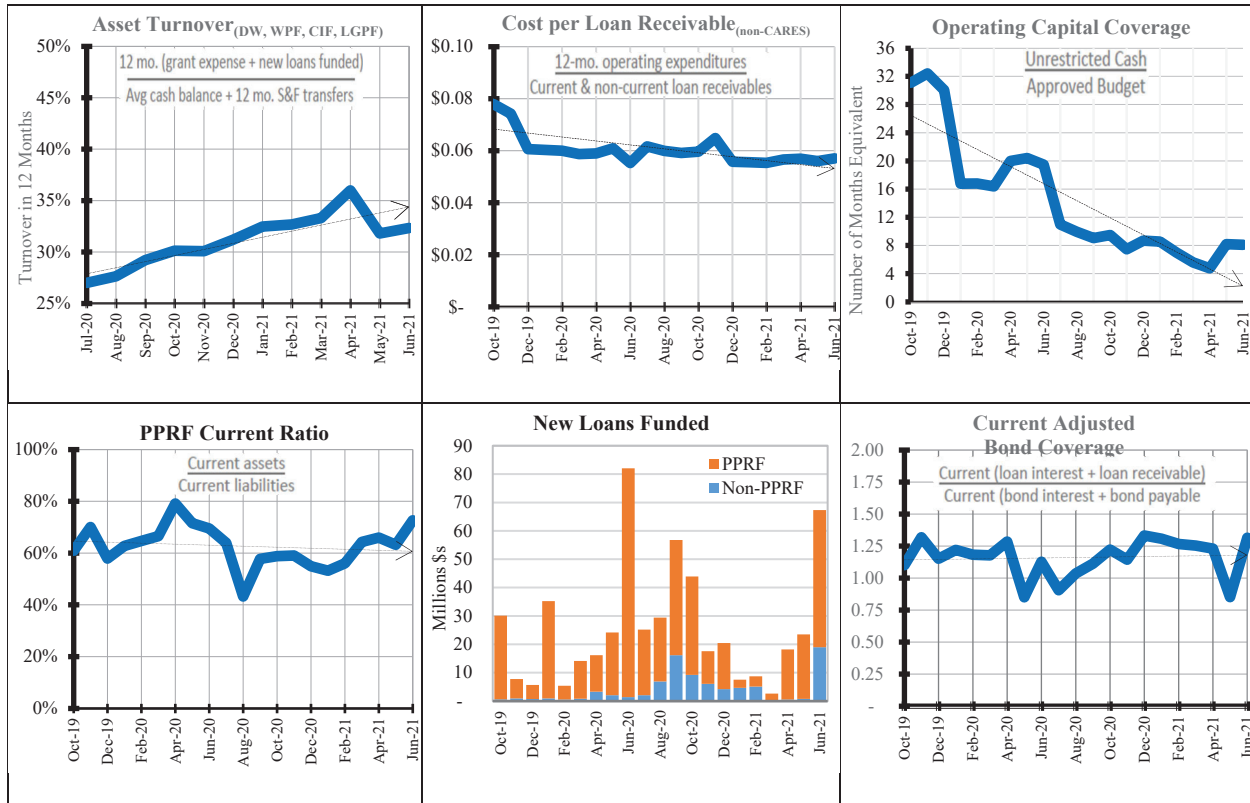 Asset Turnover(DW, WPF, CIF, LGPF)
12 mo. (grant expense + new loans funded)
Avg cash balance + 12 mo. S&F transfers
Turnover in 12 Months
50%
45%
40%
35%
30%
25%
Jul-20
Aug-20
Sep-20
Oct-20
Nov-20
Dec-20
Jan-21
Feb-21
Mar-21
Apr-21
May-21
Jun-21
Cost per Loan Receivable(non-CARES)
12-mo. operating expenditures
Current & non-current loan receivables
$0.10
$0.08
$0.06
$0.04
$0.02
$-
Oct-19
Dec-19
Feb-20
Apr-20
Jun-20
Aug-20
Oct-20
Dec-20
Feb-21
Apr-21
Jun-21
Operating Capital Coverage
Unrestricted Cash
Approved Budget
Number of Months Equivalent
36
32
28
24
20
16
12
8
4
0
Oct-19
Dec-19
Feb-20
Apr-20
Jun-20
Aug-20
Oct-20
Dec-20
Feb-21
Apr-21
Jun-21
PPRF Current Ratio
Current assets
Current liabilities
100%
80%
60%
40%
20%
0%
Oct-19
Dec-19
Feb-20
Apr-20
Jun-20
Aug-20
Oct-20
Dec-20
Feb-21
Apr-21
Jun-21
New Loans Funded
PPRF
Non-PPRF
Millions $s
90
80
70
60
50
40
30
20
10
-
Oct-19
Dec-19
Feb-20
Apr-20
Jun-20
Aug-20
Oct-20
Dec-20
Feb-21
Apr-21
Jun-21
Current Adjusted
Bond Coverage
Current (loan interest + loan receivable)
Current (bond interest + bond payable
2.00
1.75
1.50
1.25
1.00
0.75
0.50
0.25
-
Oct-19
Dec-19
Feb-20
Apr-20
Jun-20
Aug-20
Oct-20
Dec-20
Feb-21
Apr-21
Jun-21